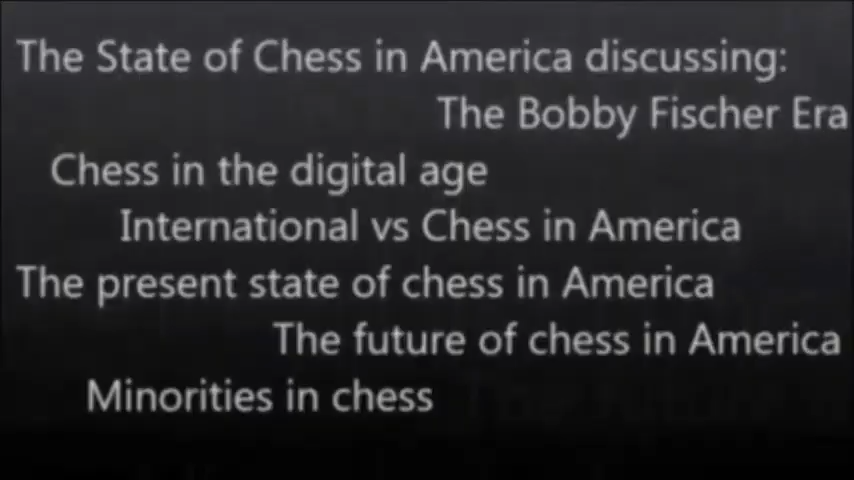 The State of Chess in America discussing:
The Bobby Fischer Era
Chess in the digital age
International vs Chess in America
The present state of chess in America
The future of chess in America
Minorities in chess